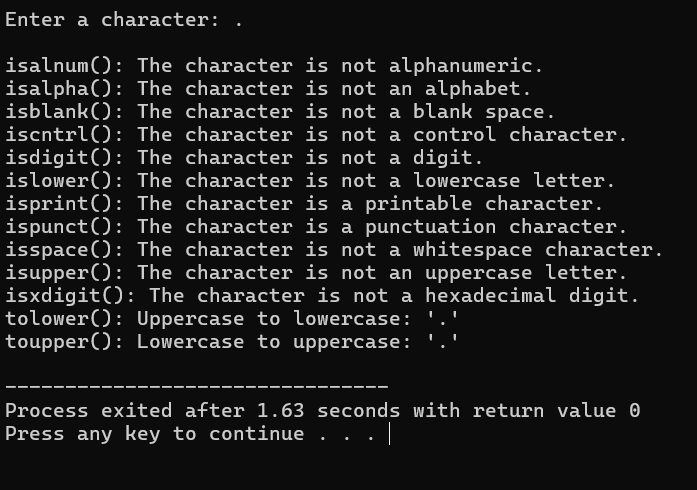 Enter a character: .
isalnum(): The character is not alphanumeric.
isalpha(): The character is not an alphabet.
isblank(): The character is not a blank space.
iscntrl(): The character is not a control character.
isdigit(): The character is not a digit.
islower(): The character is not a lowercase letter.
isprint(): The character is a printable character.
ispunct(): The character is a punctuation character.
isspace(): The character is not a whitespace character.
isupper(): The character is not an uppercase letter.
isxdigit(): The character is not a hexadecimal digit.
tolower(): Uppercase to lowercase: '.'
toupper(): Lowercase to uppercase: '.'
--------------------------------
Process exited after 1.63 seconds with return value 0
Press any key to continue . . .